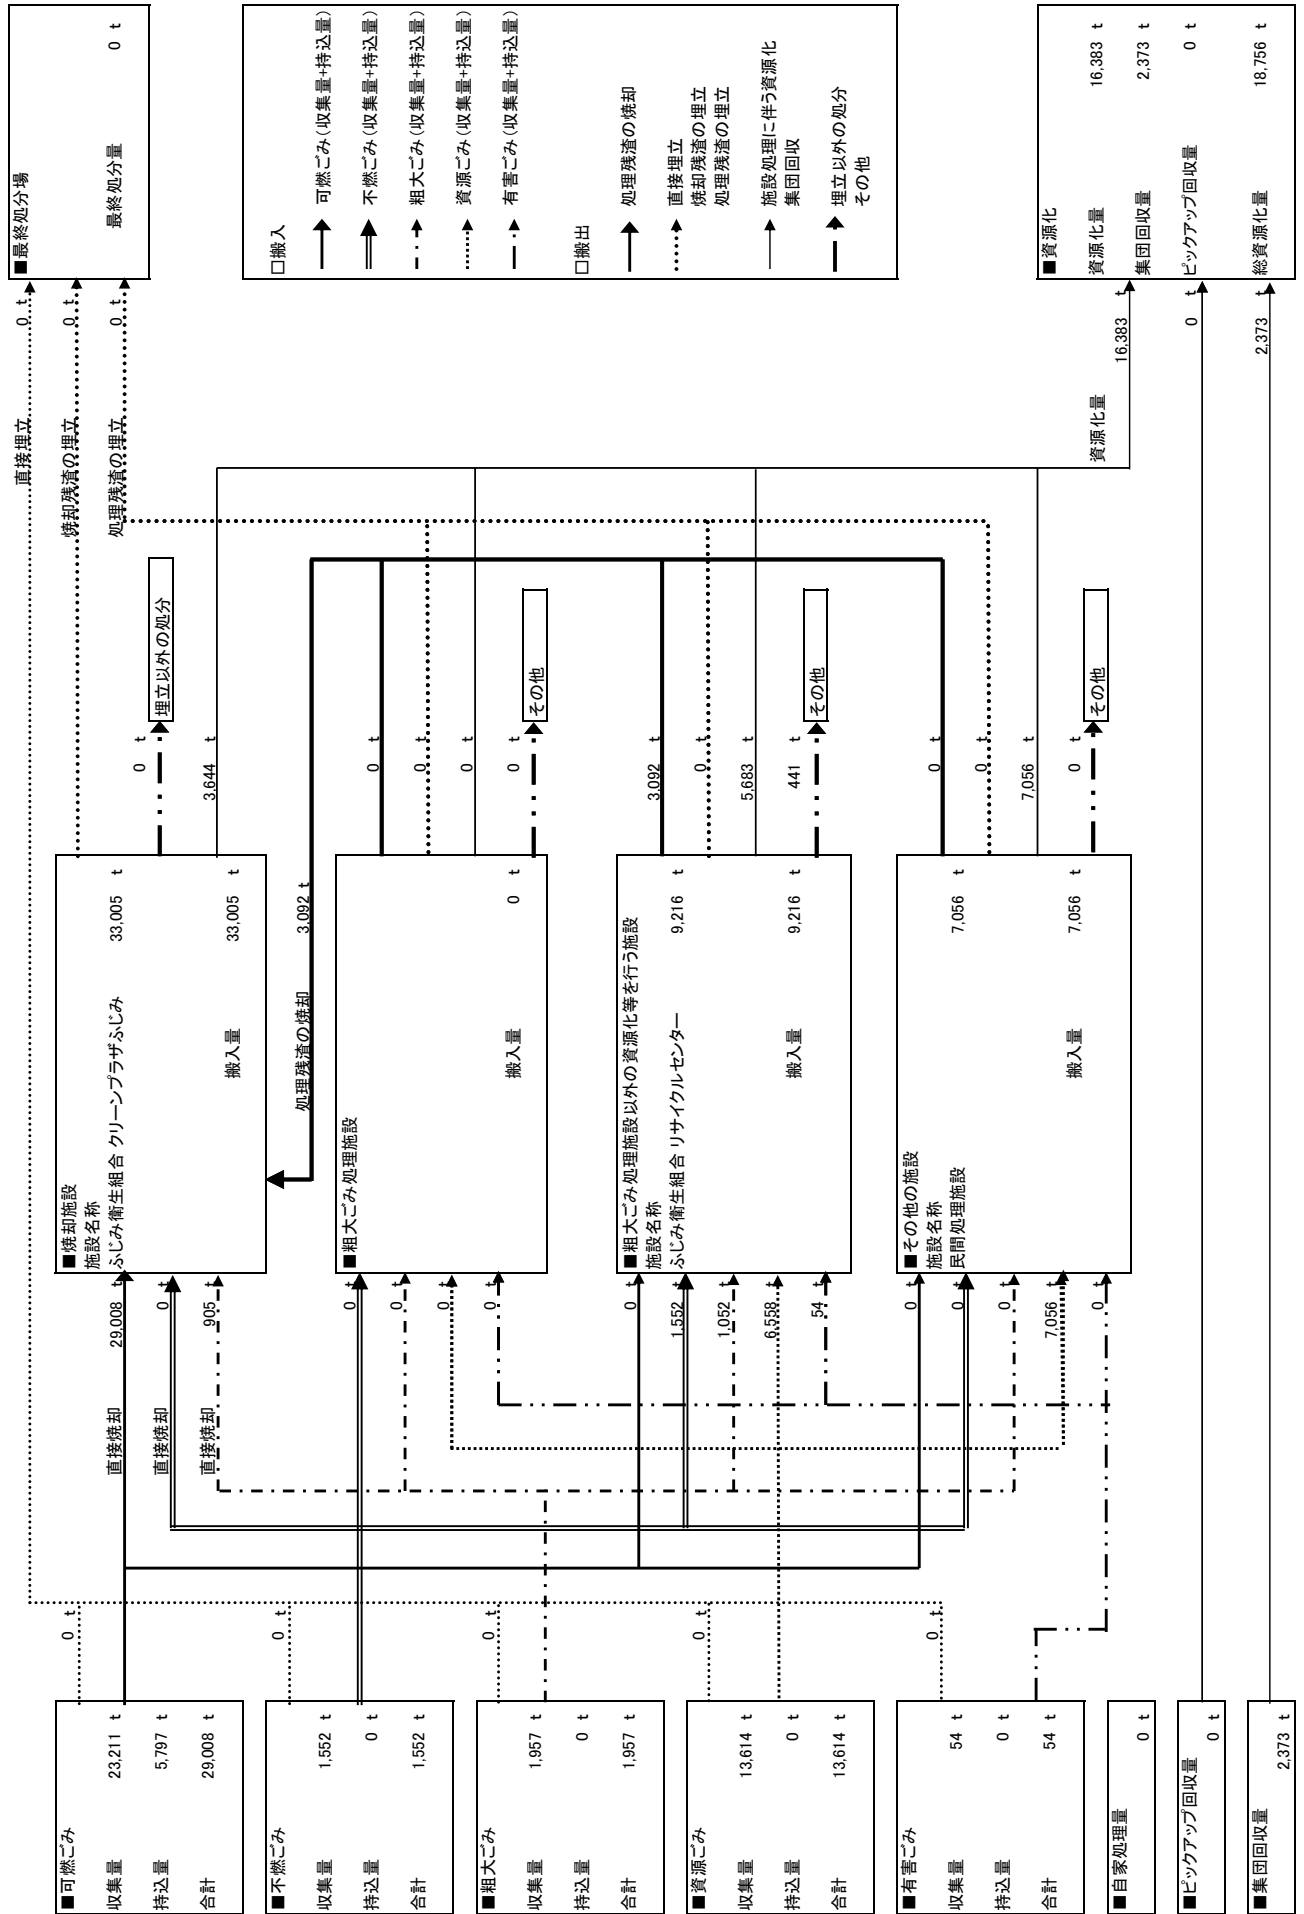 ■可燃ごみ
収集量 23,211 t
持込量 5,797 t
合計 29,008 t
■不燃ごみ
収集量 1,552 t
持込量 0 t
合計 1,552 t
■粗大ごみ
収集量 1,957 t
持込量 0 t
合計 1,957 t
■資源ごみ
収集量 13,614 t
持込量 0 t
合計 13,614 t
■有害ごみ
収集量 54 t
持込量 0 t
合計 54 t
■自家処理量
0 t
■ピックアップ回収量
0 t
■集団回収量
2,373 t
0 t
0 t
0 t
0 t
0 t
直接焼却 29,008 t
直接焼却 0 t
直接焼却 905 t
0 t
0 t
0 t
0 t
0 t
1,552 t
1,052 t
6,558 t
54 t
0 t
0 t
0 t
7,056 t
0 t
■焼却施設
施設名称
ふじみ衛生組合 クリーンプラザふじみ 33,005 t
搬入量 33,005 t
処理残渣の焼却 3,092 t
■粗大ごみ処理施設
搬入量 0 t
■粗大ごみ処理施設以外の資源化等を行う施設
施設名称
ふじみ衛生組合 リサイクルセンター 9,216 t
搬入量 9,216 t
■その他の施設
施設名称
民間処理施設 7,056 t
搬入量 7,056 t
0 t
埋立以外の処分
3,644 t
0 t
0 t
0 t
0 t
その他
3,092 t
0 t
5,683 t
441 t
その他
0 t
0 t
7,056 t
0 t
その他
直接埋立 0 t
焼却残渣の埋立 0 t
処理残渣の埋立 0 t
資源化量 16,383 t
0 t
2,373 t
■最終処分場
最終処分量 0 t
□搬入
可燃ごみ（収集量+持込量）
不燃ごみ（収集量+持込量）
粗大ごみ（収集量+持込量）
資源ごみ（収集量+持込量）
有害ごみ（収集量+持込量）
□搬出
処理残渣の焼却
直接埋立
焼却残渣の埋立
処理残渣の埋立
施設処理に伴う資源化
集団回収
埋立以外の処分
その他
■資源化
資源化量 16,383 t
集団回収量 2,373 t
ピックアップ回収量 0 t
総資源化量 18,756 t